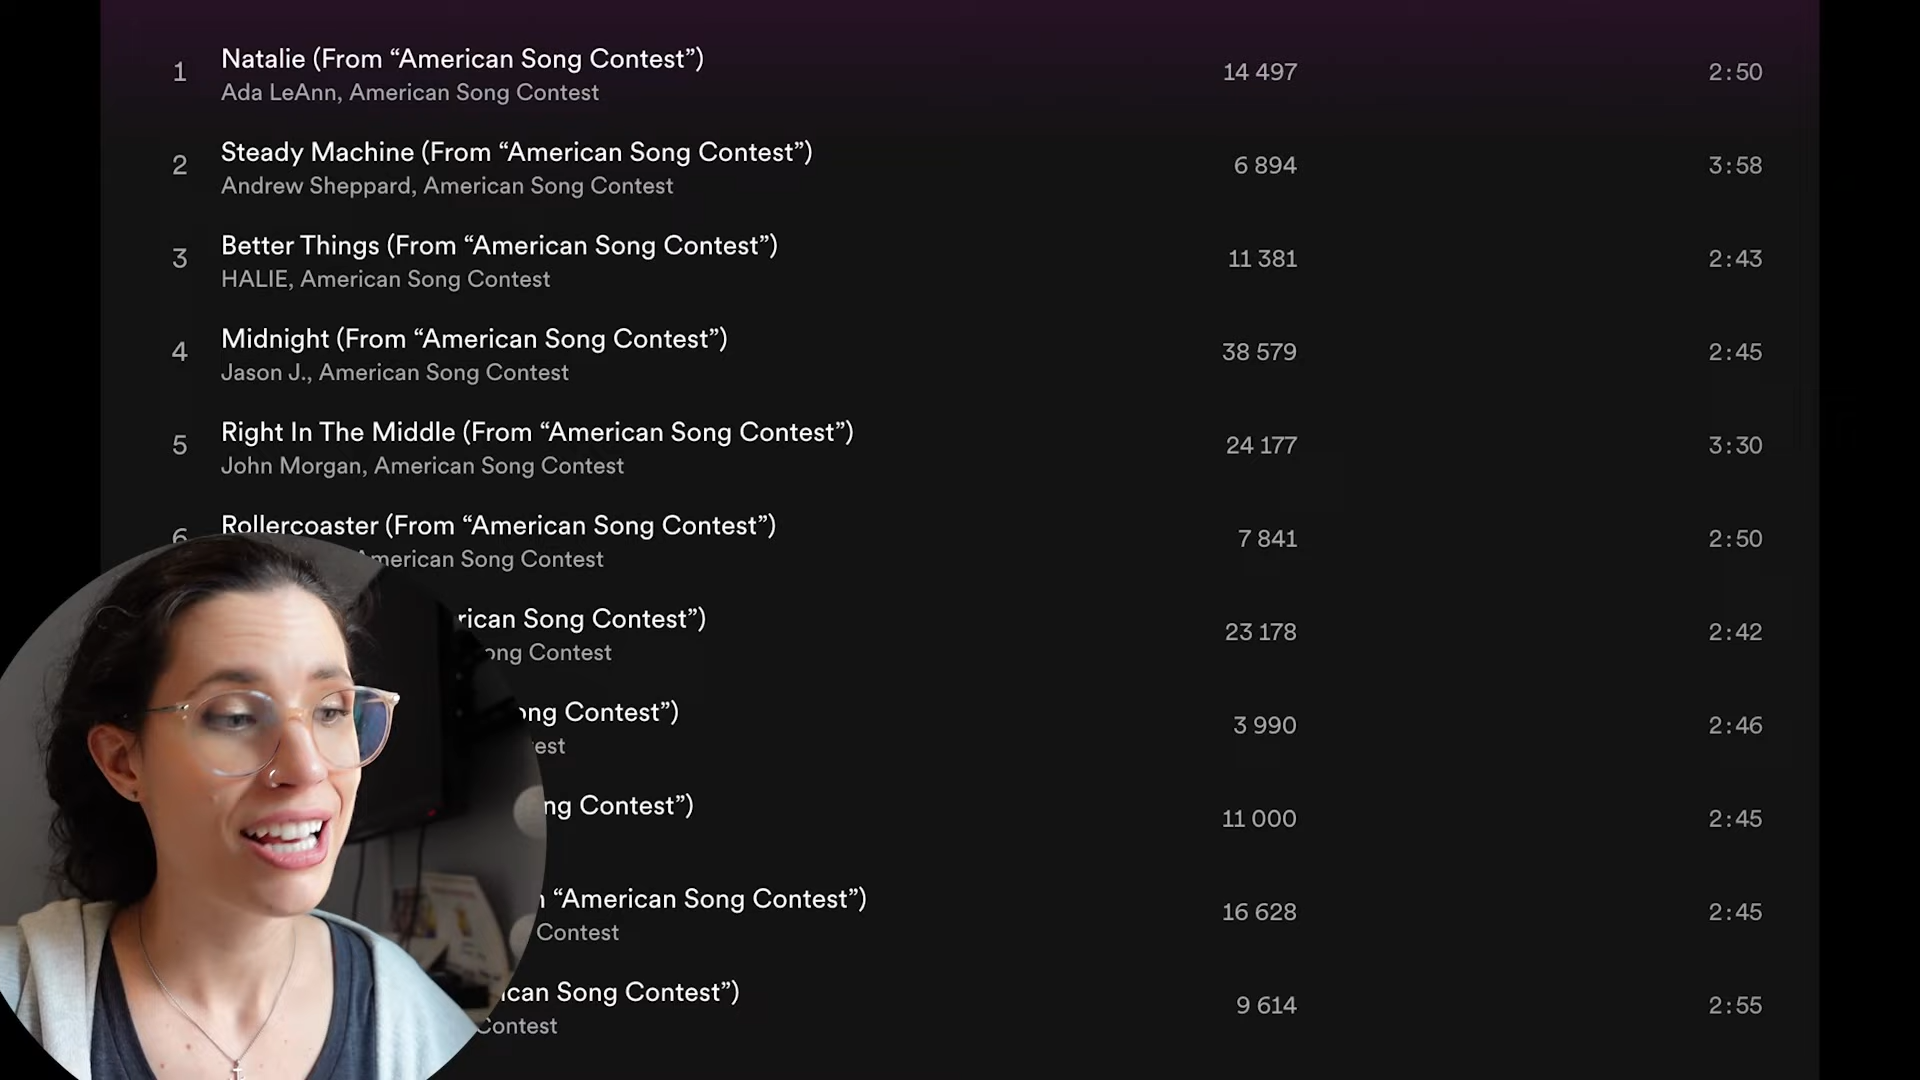 1 Natalie (From “American Song Contest”) 14 497 2:50
Ada LeAnn, American Song Contest
2 Steady Machine (From “American Song Contest”) 6 894 3:58
Andrew Sheppard, American Song Contest
3 Better Things (From “American Song Contest”) 11 381 2:43
HALIE, American Song Contest
4 Midnight (From “American Song Contest”) 38 579 2:45
Jason J., American Song Contest
5 Right In The Middle (From “American Song Contest”) 24 177 3:30
John Morgan, American Song Contest
6 Rollercoaster (From “American Song Contest”) 7 841 2:50
American Song Contest
Song Contest”) 23 178 2:42
Contest
Contest”) 3 990 2:46
Contest”) 11 000 2:45
“American Song Contest”) 16 628 2:45
Contest
Song Contest”) 9 614 2:55
Contest